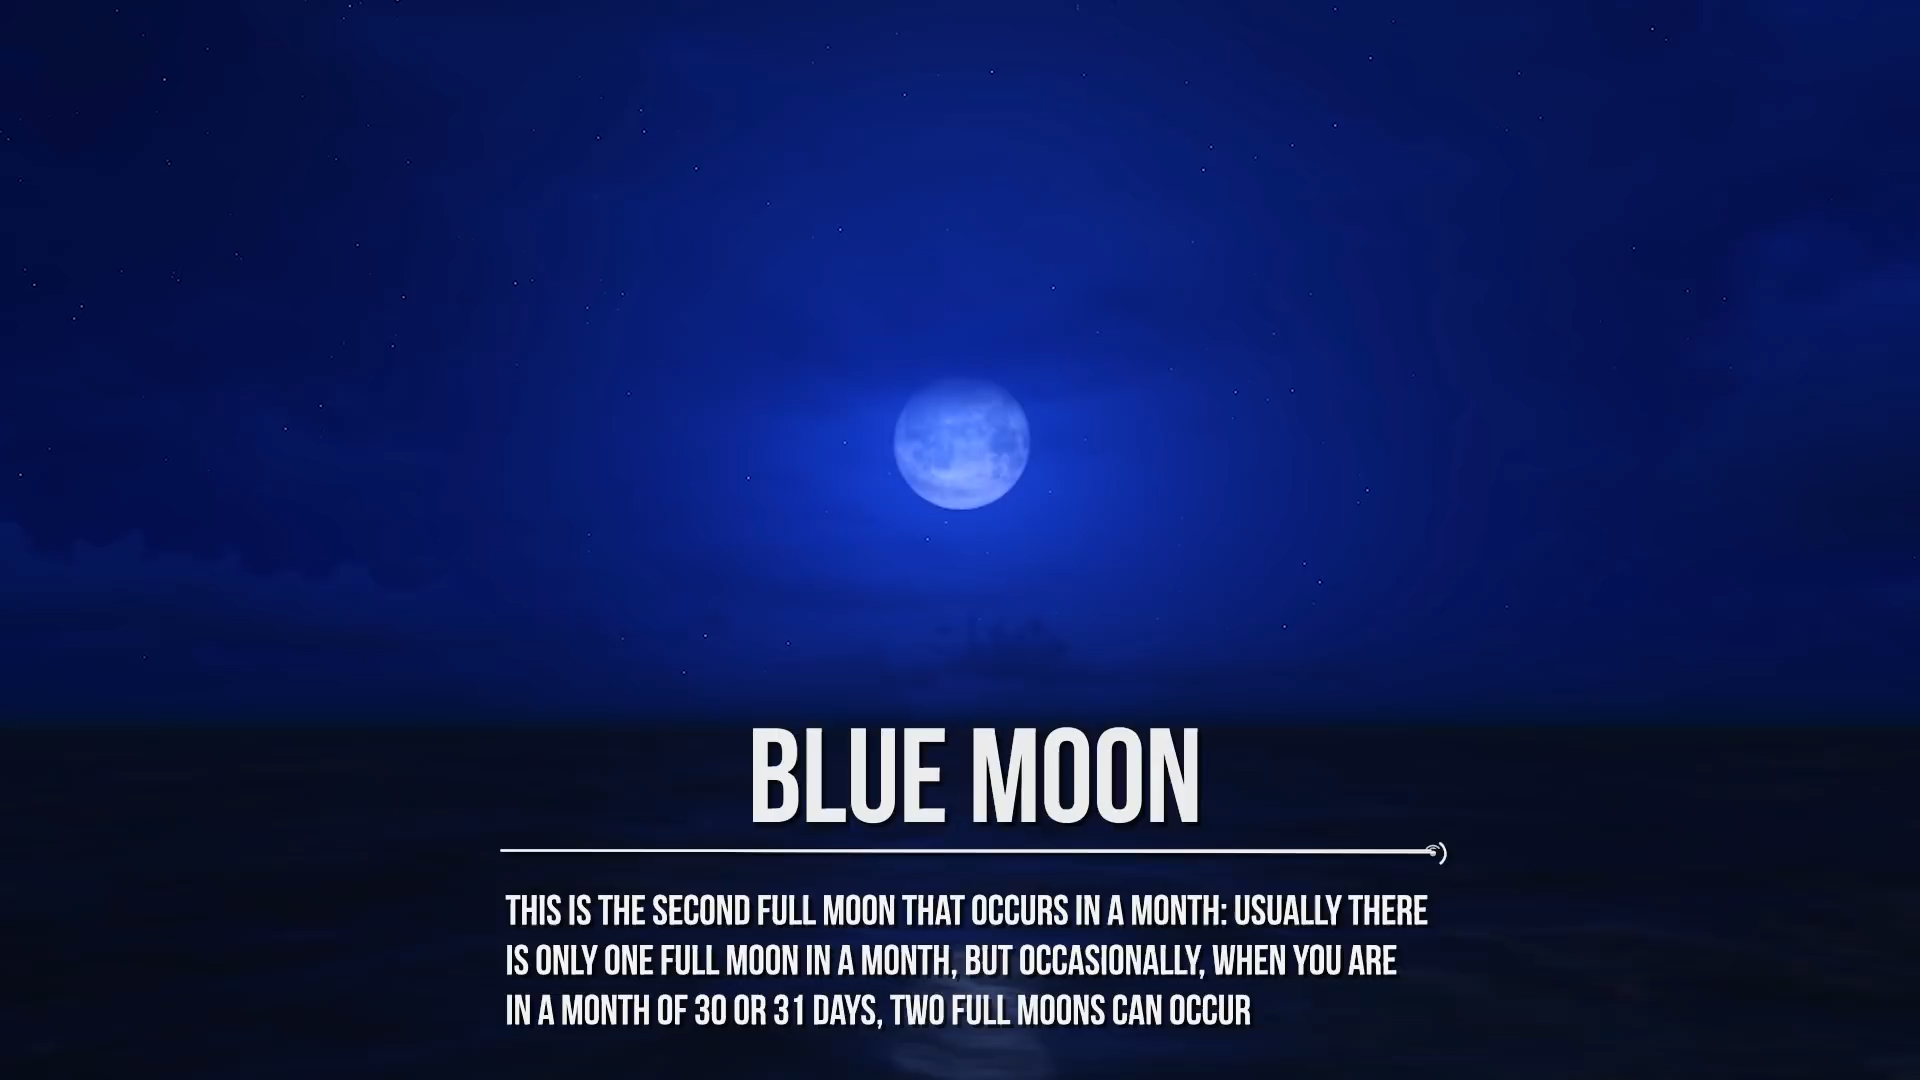 BLUE MOON
THIS IS THE SECOND FULL MOON THAT OCCURS IN A MONTH: USUALLY THERE
IS ONLY ONE FULL MOON IN A MONTH, BUT OCCASIONALLY, WHEN YOU ARE
IN A MONTH OF 30 OR 31 DAYS, TWO FULL MOONS CAN OCCUR